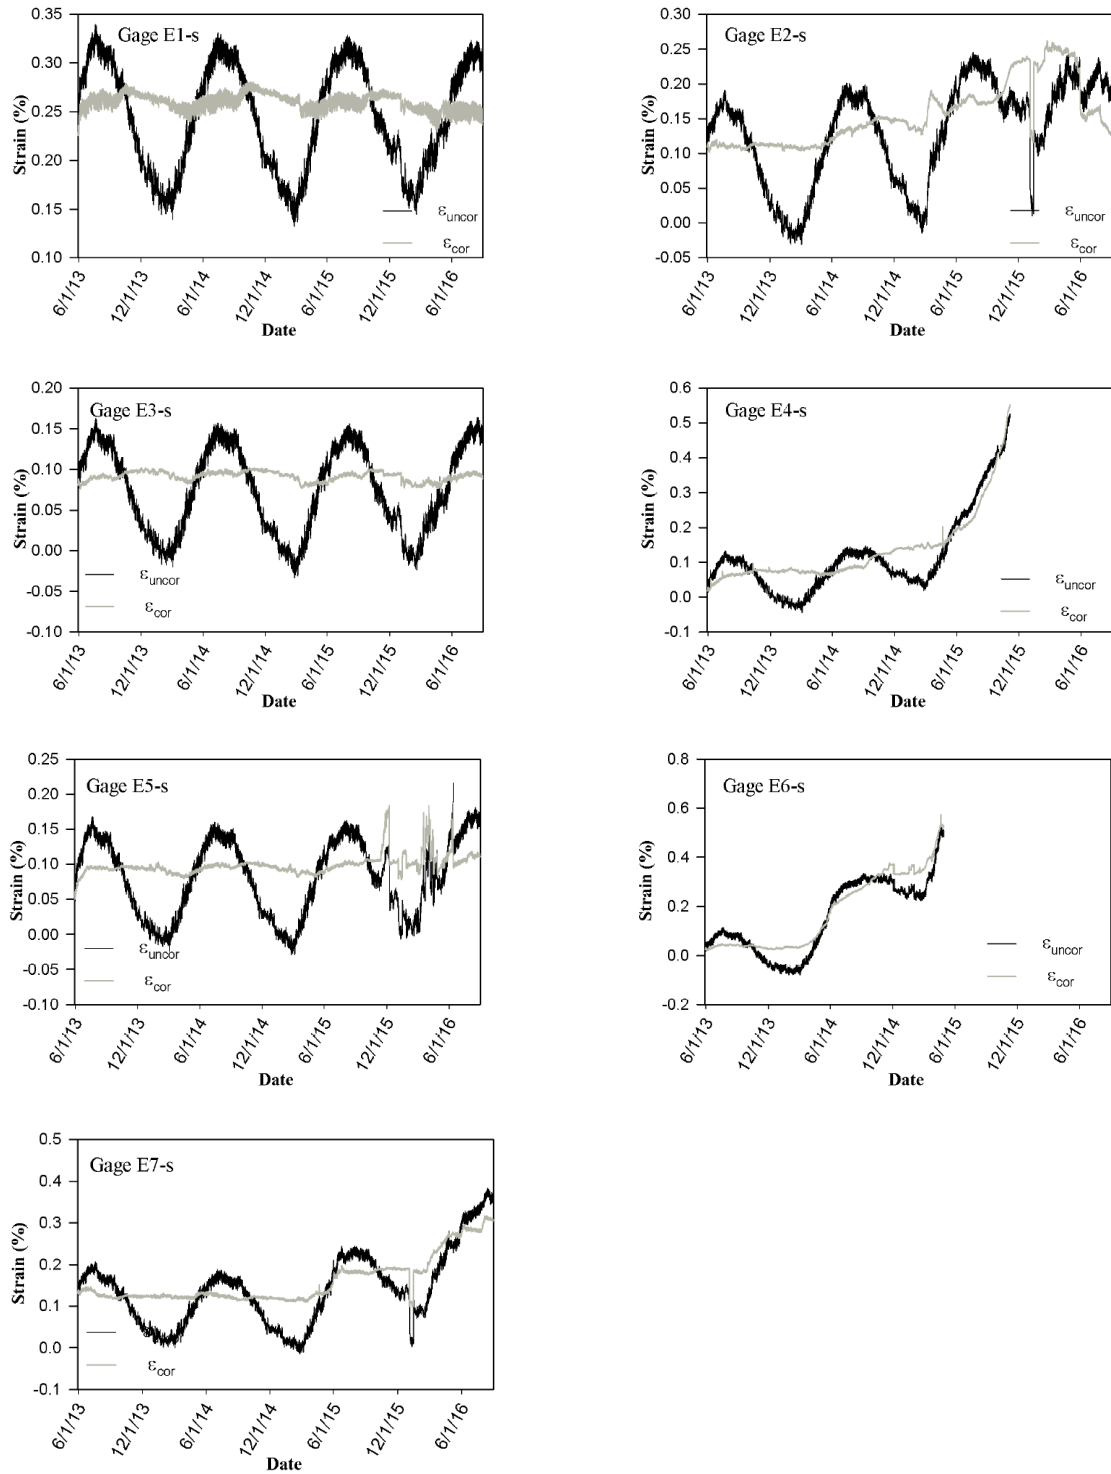 Gage E1-s
Strain (%)
0.35
0.30
0.25
0.20
0.15
0.10
εuncor
εcor
6/1/13
12/1/13
6/1/14
12/1/14
6/1/15
12/1/15
6/1/16
Date
Gage E2-s
Strain (%)
0.30
0.25
0.20
0.15
0.10
0.05
0.00
-0.05
εuncor
εcor
6/1/13
12/1/13
6/1/14
12/1/14
6/1/15
12/1/15
6/1/16
Date
Gage E3-s
Strain (%)
0.20
0.15
0.10
0.05
0.00
-0.05
-0.10
εuncor
εcor
6/1/13
12/1/13
6/1/14
12/1/14
6/1/15
12/1/15
6/1/16
Date
Gage E4-s
Strain (%)
0.6
0.5
0.4
0.3
0.2
0.1
0.0
-0.1
εuncor
εcor
6/1/13
12/1/13
6/1/14
12/1/14
6/1/15
12/1/15
6/1/16
Date
Gage E5-s
Strain (%)
0.25
0.20
0.15
0.10
0.05
0.00
-0.05
-0.10
εuncor
εcor
6/1/13
12/1/13
6/1/14
12/1/14
6/1/15
12/1/15
6/1/16
Date
Gage E6-s
Strain (%)
0.8
0.6
0.4
0.2
0.0
-0.2
εuncor
εcor
6/1/13
12/1/13
6/1/14
12/1/14
6/1/15
12/1/15
6/1/16
Date
Gage E7-s
Strain (%)
0.5
0.4
0.3
0.2
0.1
0.0
-0.1
εcor
6/1/13
12/1/13
6/1/14
12/1/14
6/1/15
12/1/15
6/1/16
Date